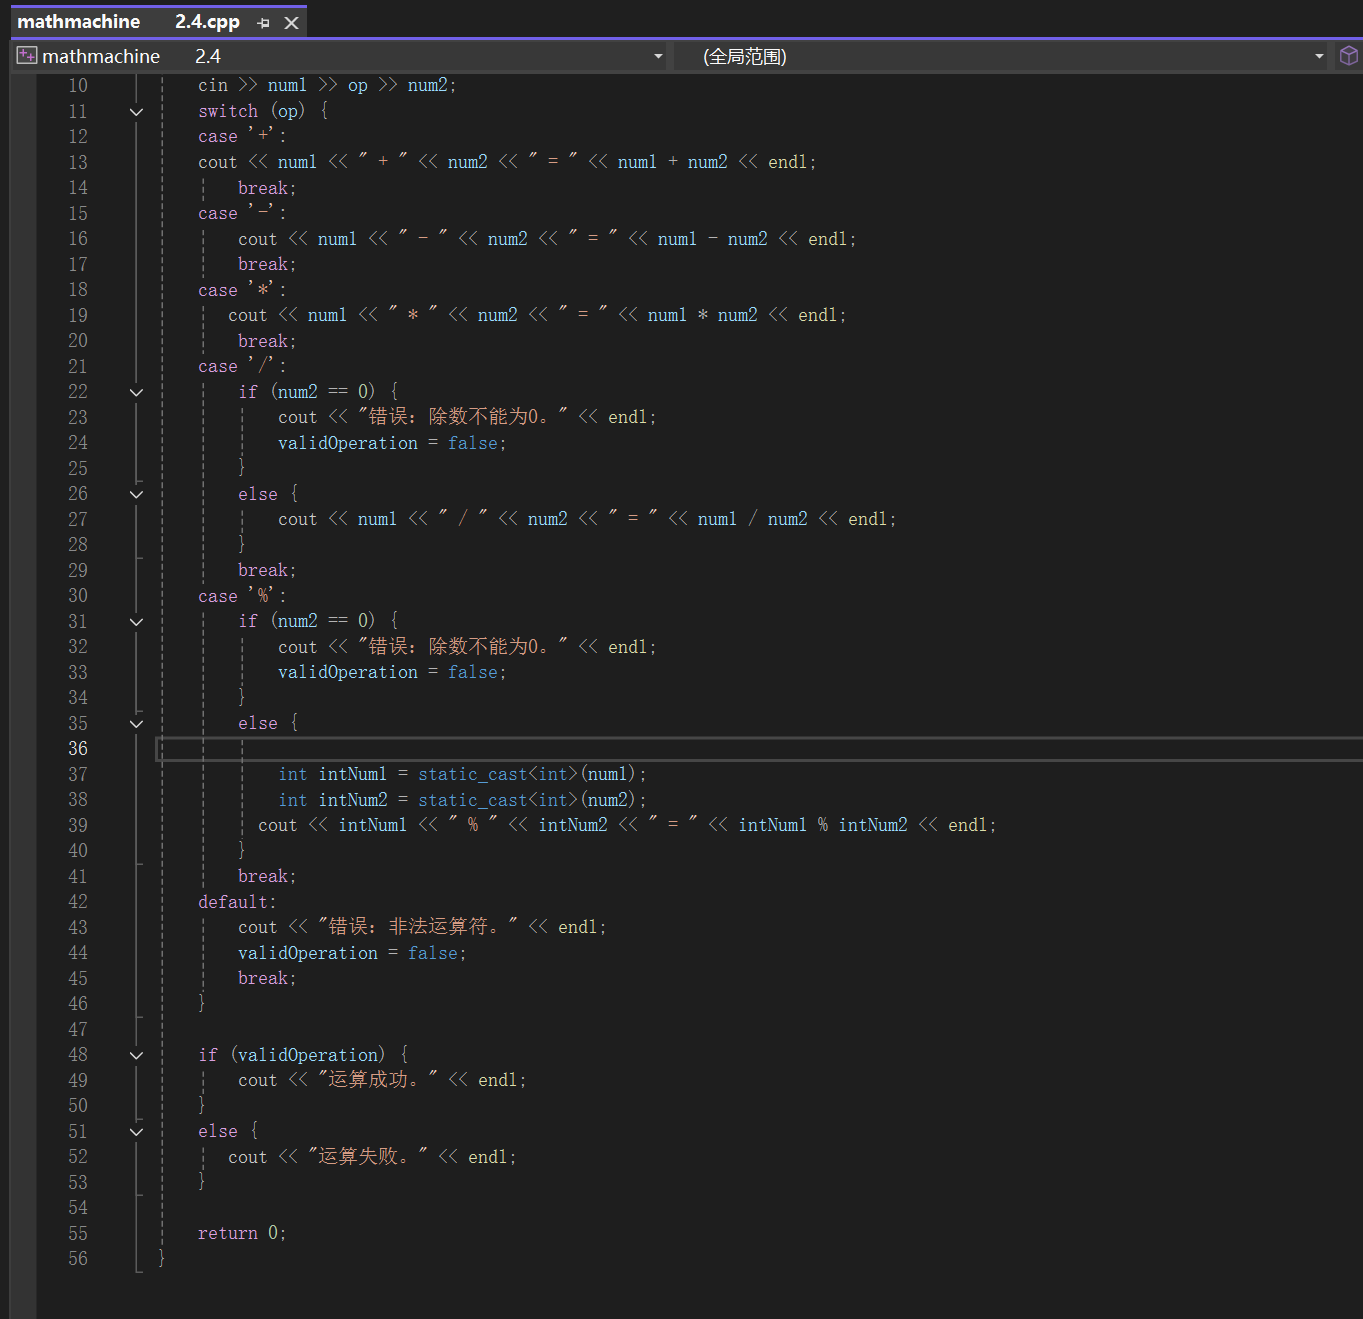 mathmachine 2.4.cpp
mathmachine 2.4 (全局范围)
10 cin >> num1 >> op >> num2;
11 switch (op) {
12 case '+':
13 cout << num1 << " + " << num2 << " = " << num1 + num2 << endl;
14 break;
15 case '-':
16 cout << num1 << " - " << num2 << " = " << num1 - num2 << endl;
17 break;
18 case '*':
19 cout << num1 << " * " << num2 << " = " << num1 * num2 << endl;
20 break;
21 case '/':
22 if (num2 == 0) {
23 cout << "错误：除数不能为0。" << endl;
24 validOperation = false;
25 }
26 else {
27 cout << num1 << " / " << num2 << " = " << num1 / num2 << endl;
28 }
29 break;
30 case '%':
31 if (num2 == 0) {
32 cout << "错误：除数不能为0。" << endl;
33 validOperation = false;
34 }
35 else {
36
37 int intNum1 = static_cast<int>(num1);
38 int intNum2 = static_cast<int>(num2);
39 cout << intNum1 << " % " << intNum2 << " = " << intNum1 % intNum2 << endl;
40 }
41 break;
42 default:
43 cout << "错误：非法运算符。" << endl;
44 validOperation = false;
45 break;
46 }
47
48 if (validOperation) {
49 cout << "运算成功。" << endl;
50 }
51 else {
52 cout << "运算失败。" << endl;
53 }
54
55 return 0;
56 }